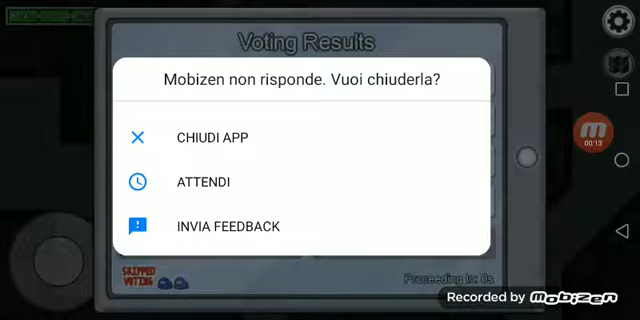 Voting Results
Mobizen non risponde. Vuoi chiuderla?
CHIUDI APP
00:13
ATTENDI
INVIA FEEDBACK
SKIPPED
VOTING
Proceeding In: 0s
Recorded by mobizen